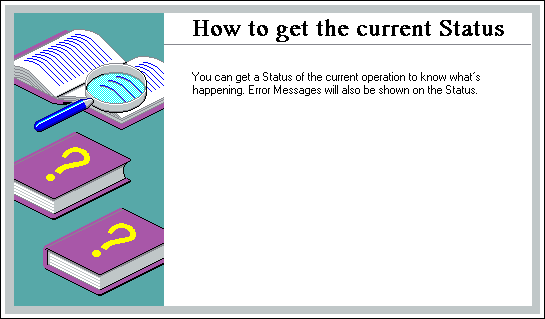 How to get the current Status
You can get a Status of the current operation to know what´s
happening. Error Messages will also be shown on the Status.
?
?